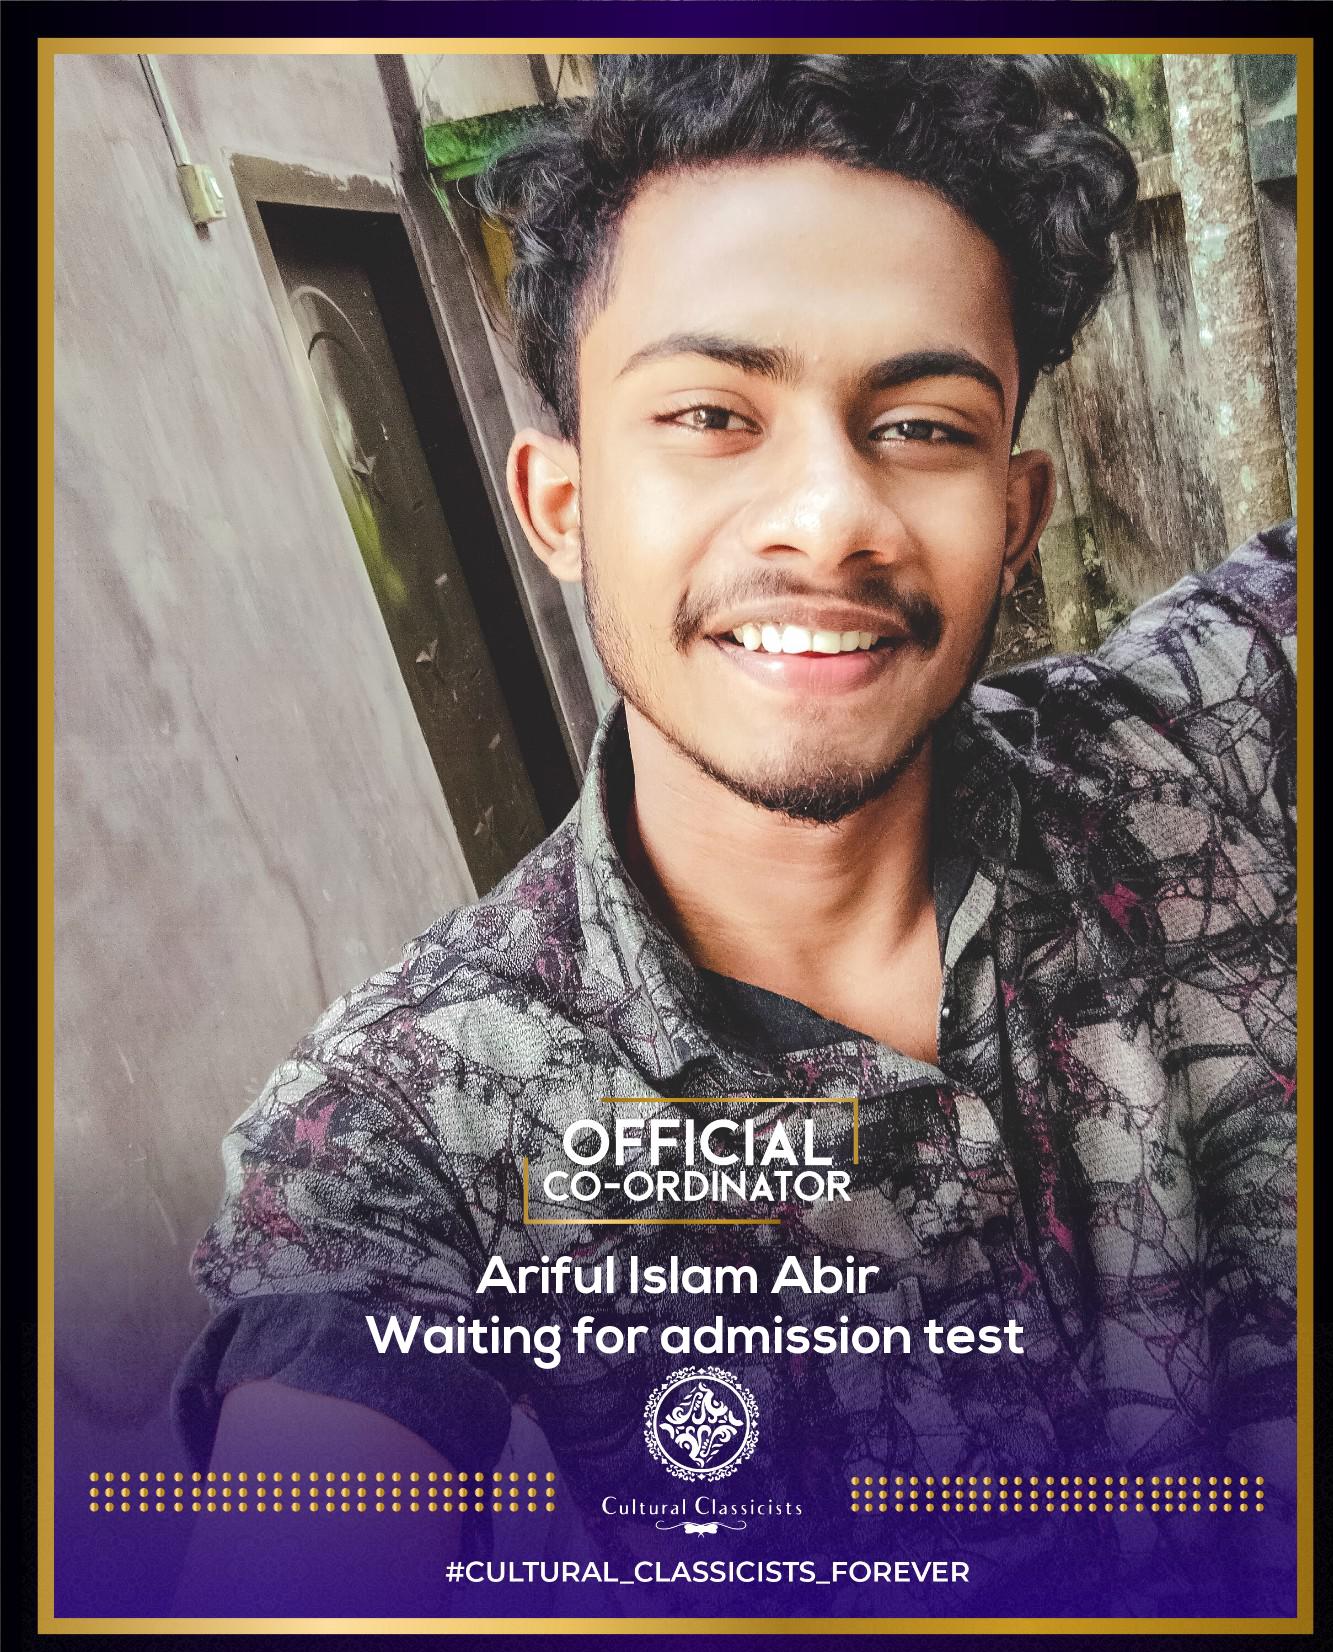 OFFICIAL
CO-ORDINATOR
Ariful Islam Abir
Waiting for admission test
Cultural Classicists
#CULTURAL_CLASSICISTS_FOREVER